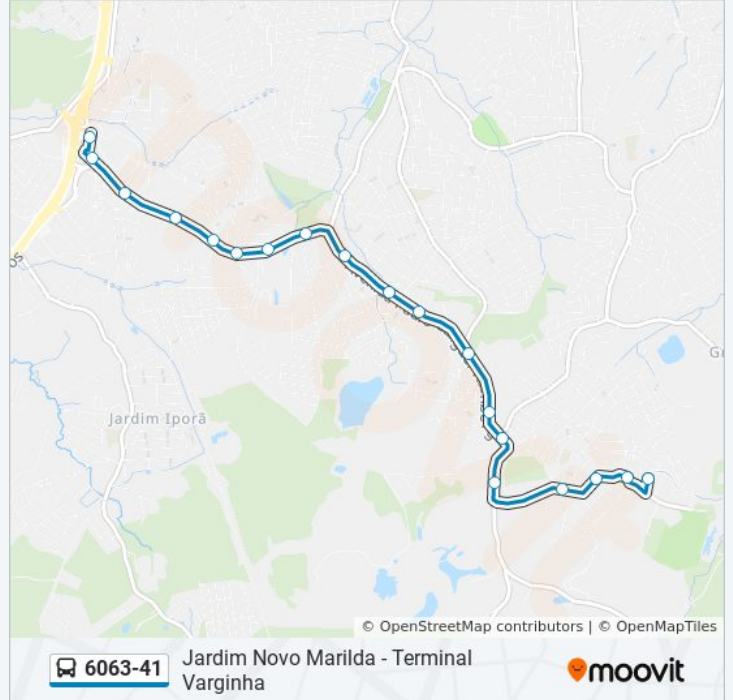 Jardim Iporã
© OpenStreetMap contributors | © OpenMapTiles
6063-41
Jardim Novo Marilda - Terminal
Varginha
moovit